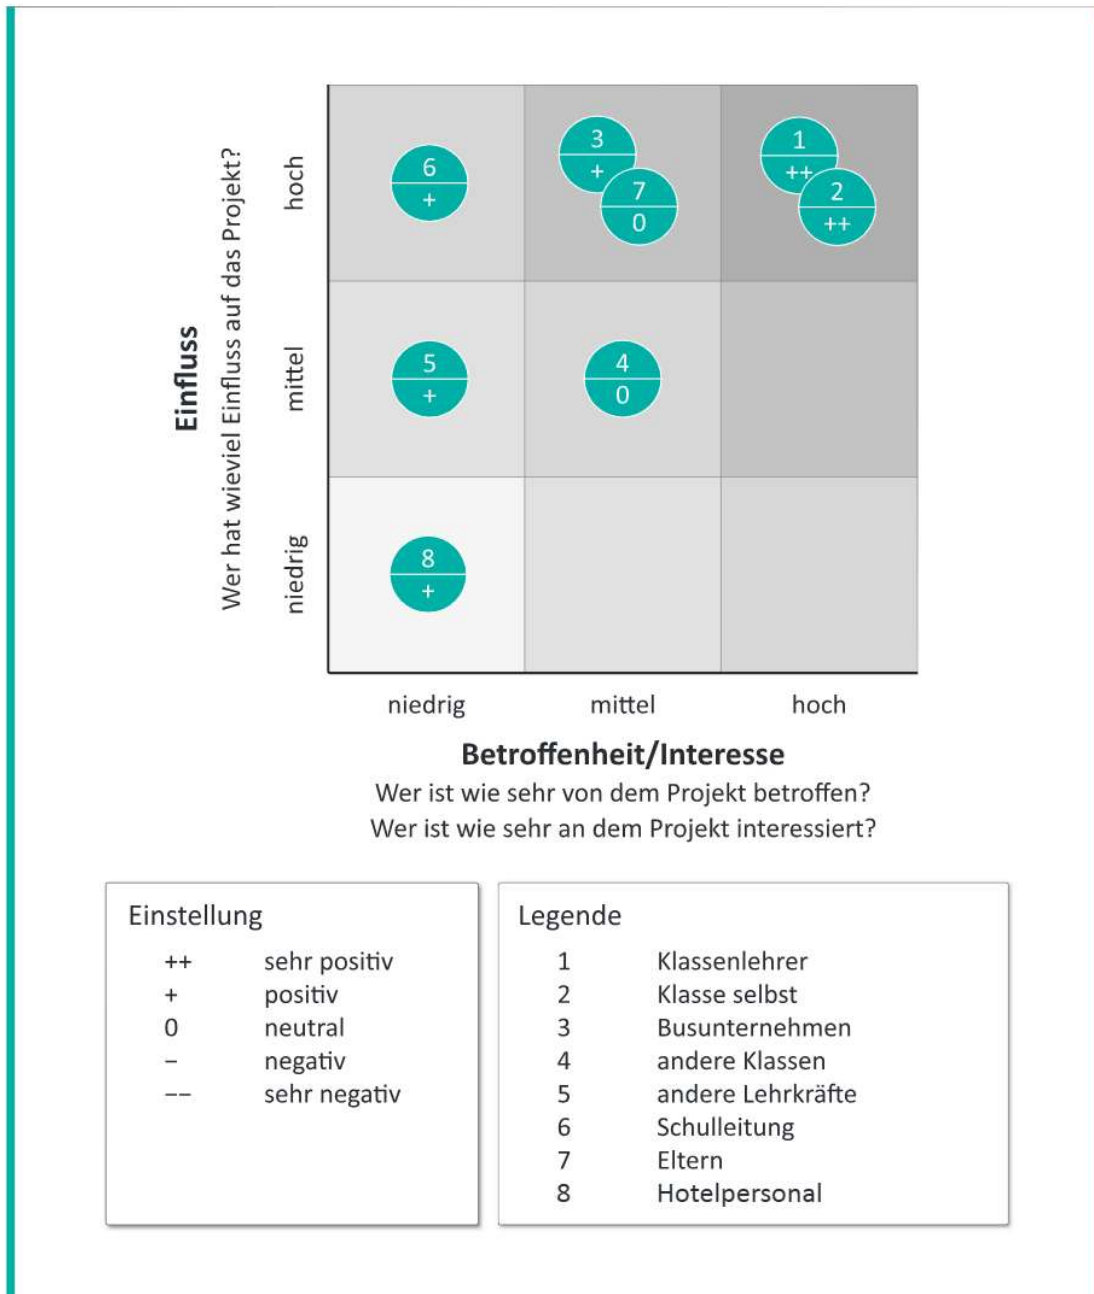 Einfluss
Wer hat wieviel Einfluss auf das Projekt?
hoch
6
+
3
+
7
0
1
++
2
++
mittel
5
+
4
0
niedrig
8
+
niedrig
mittel
hoch
Betroffenheit/Interesse
Wer ist wie sehr von dem Projekt betroffen?
Wer ist wie sehr an dem Projekt interessiert?
Einstellung
++ sehr positiv
+ positiv
0 neutral
– negativ
–– sehr negativ
Legende
1 Klassenlehrer
2 Klasse selbst
3 Busunternehmen
4 andere Klassen
5 andere Lehrkräfte
6 Schulleitung
7 Eltern
8 Hotelpersonal